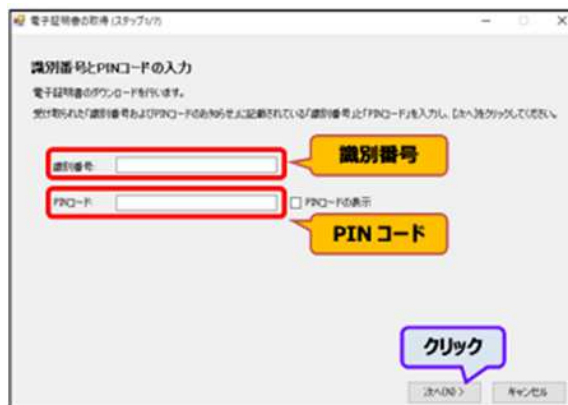 電子証明書の取得 (ステップ1/7)
識別番号とPINコードの入力
電子証明書のダウンロードを行います。
受け取られた「識別番号およびPINコードのお知らせ」に記載されている「識別番号」と「PINコード」を入力し、[次へ]をクリックしてください。
識別番号:
識別番号
PINコード:
PINコードの表示
PIN コード
クリック
次へ(N) >
キャンセル